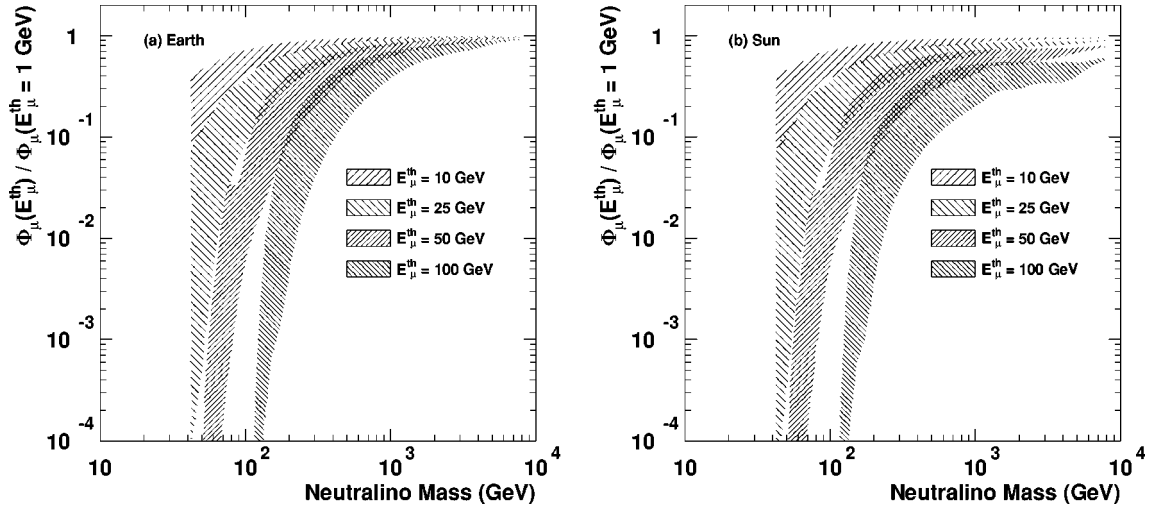 (a) Earth
Φμ(E^th_μ) / Φμ(E^th_μ = 1 GeV)
1
10^-1
10^-2
10^-3
10^-4
E^th_μ = 10 GeV
E^th_μ = 25 GeV
E^th_μ = 50 GeV
E^th_μ = 100 GeV
10 10^2 10^3 10^4
Neutralino Mass (GeV)
(b) Sun
Φμ(E^th_μ) / Φμ(E^th_μ = 1 GeV)
1
10^-1
10^-2
10^-3
10^-4
E^th_μ = 10 GeV
E^th_μ = 25 GeV
E^th_μ = 50 GeV
E^th_μ = 100 GeV
10 10^2 10^3 10^4
Neutralino Mass (GeV)